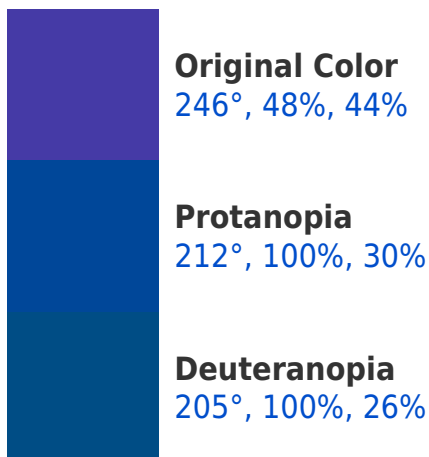 Original Color
246°, 48%, 44%
Protanopia
212°, 100%, 30%
Deuteranopia
205°, 100%, 26%